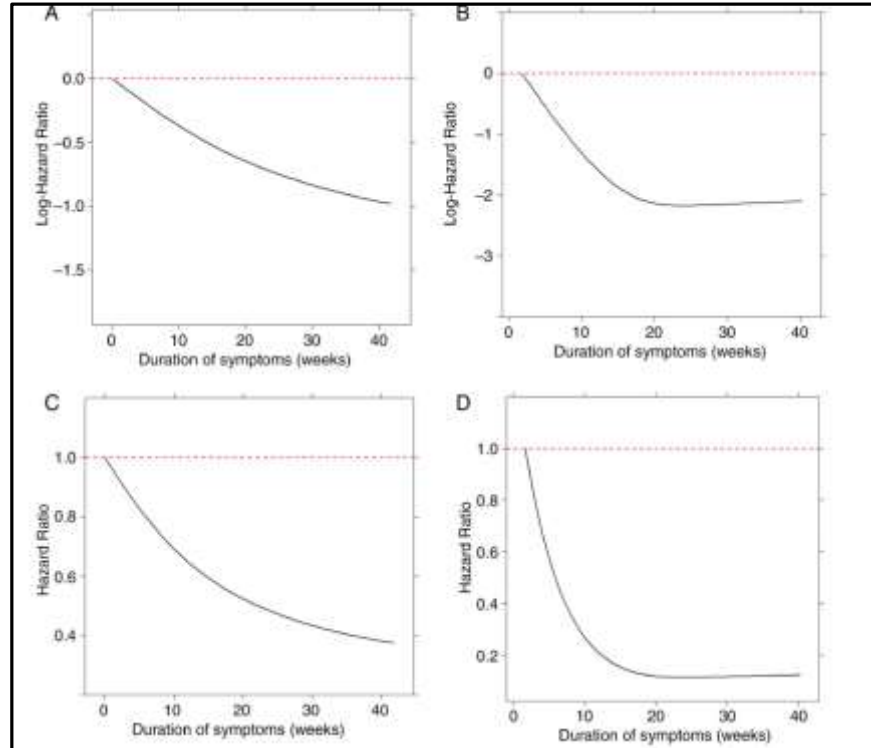 A
0.0
−0.5
−1.0
−1.5
Log-Hazard Ratio
0 10 20 30 40
Duration of symptoms (weeks)
B
0
−1
−2
−3
Log-Hazard Ratio
0 10 20 30 40
Duration of symptoms (weeks)
C
1.0
0.8
0.6
0.4
Hazard Ratio
0 10 20 30 40
Duration of symptoms (weeks)
D
1.0
0.8
0.6
0.4
0.2
Hazard Ratio
0 10 20 30 40
Duration of symptoms (weeks)